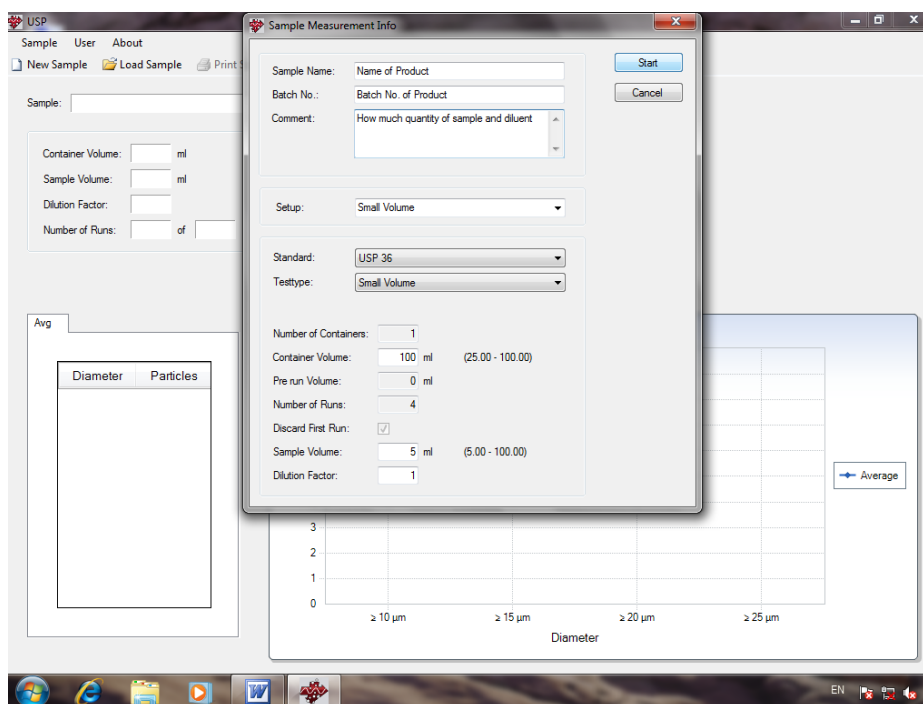 USP
Sample User About
New Sample Load Sample Print
Sample:
Container Volume: ml
Sample Volume: ml
Dilution Factor:
Number of Runs: of
Avg
Diameter Particles
Sample Measurement Info
Sample Name: Name of Product
Batch No.: Batch No. of Product
Comment: How much quantity of sample and diluent
Start
Cancel
Setup: Small Volume
Standard: USP 36
Testtype: Small Volume
Number of Containers: 1
Container Volume: 100 ml (25.00 - 100.00)
Pre run Volume: 0 ml
Number of Runs: 4
Discard First Run:
Sample Volume: 5 ml (5.00 - 100.00)
Dilution Factor: 1
Average
3
2
1
0
≥ 10 µm ≥ 15 µm ≥ 20 µm ≥ 25 µm
Diameter
EN